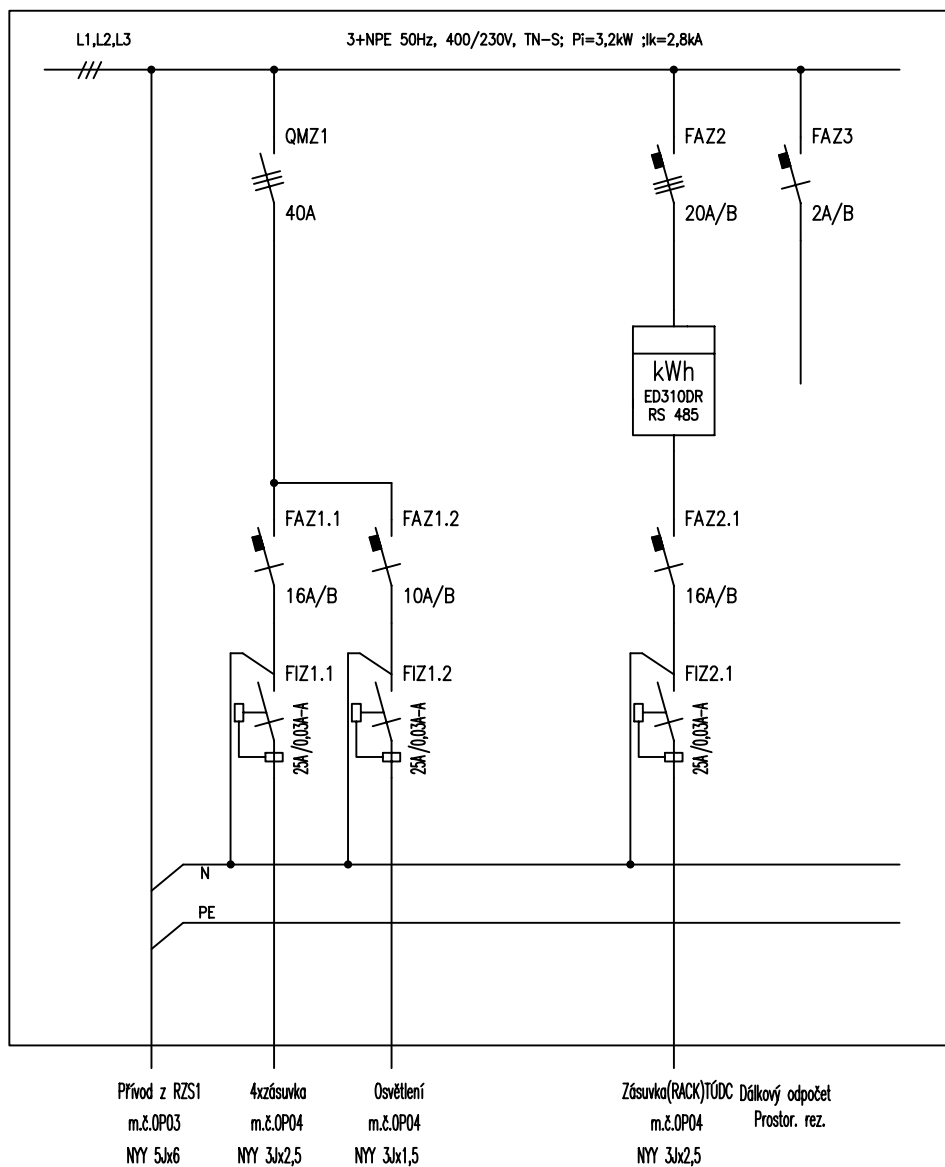 L1,L2,L3
3+NPE 50Hz, 400/230V, TN-S; Pi=3,2kW ;Ik=2,8kA
QMZ1
FAZ2
FAZ3
40A
20A/B
2A/B
kWh
ED310DR
RS 485
FAZ1.1
FAZ1.2
FAZ2.1
16A/B
10A/B
16A/B
FIZ1.1
FIZ1.2
FIZ2.1
25A/0,03A-A
25A/0,03A-A
25A/0,03A-A
N
PE
Přívod z RZS1
m.č.0P03
NYY 5Jx6
4xzásuvka
m.č.0P04
NYY 3Jx2,5
Osvětlení
m.č.0P04
NYY 3Jx1,5
Zásuvka(RACK)TÚDC
m.č.0P04
NYY 3Jx2,5
Dálkový odpočet
Prostor. rez.